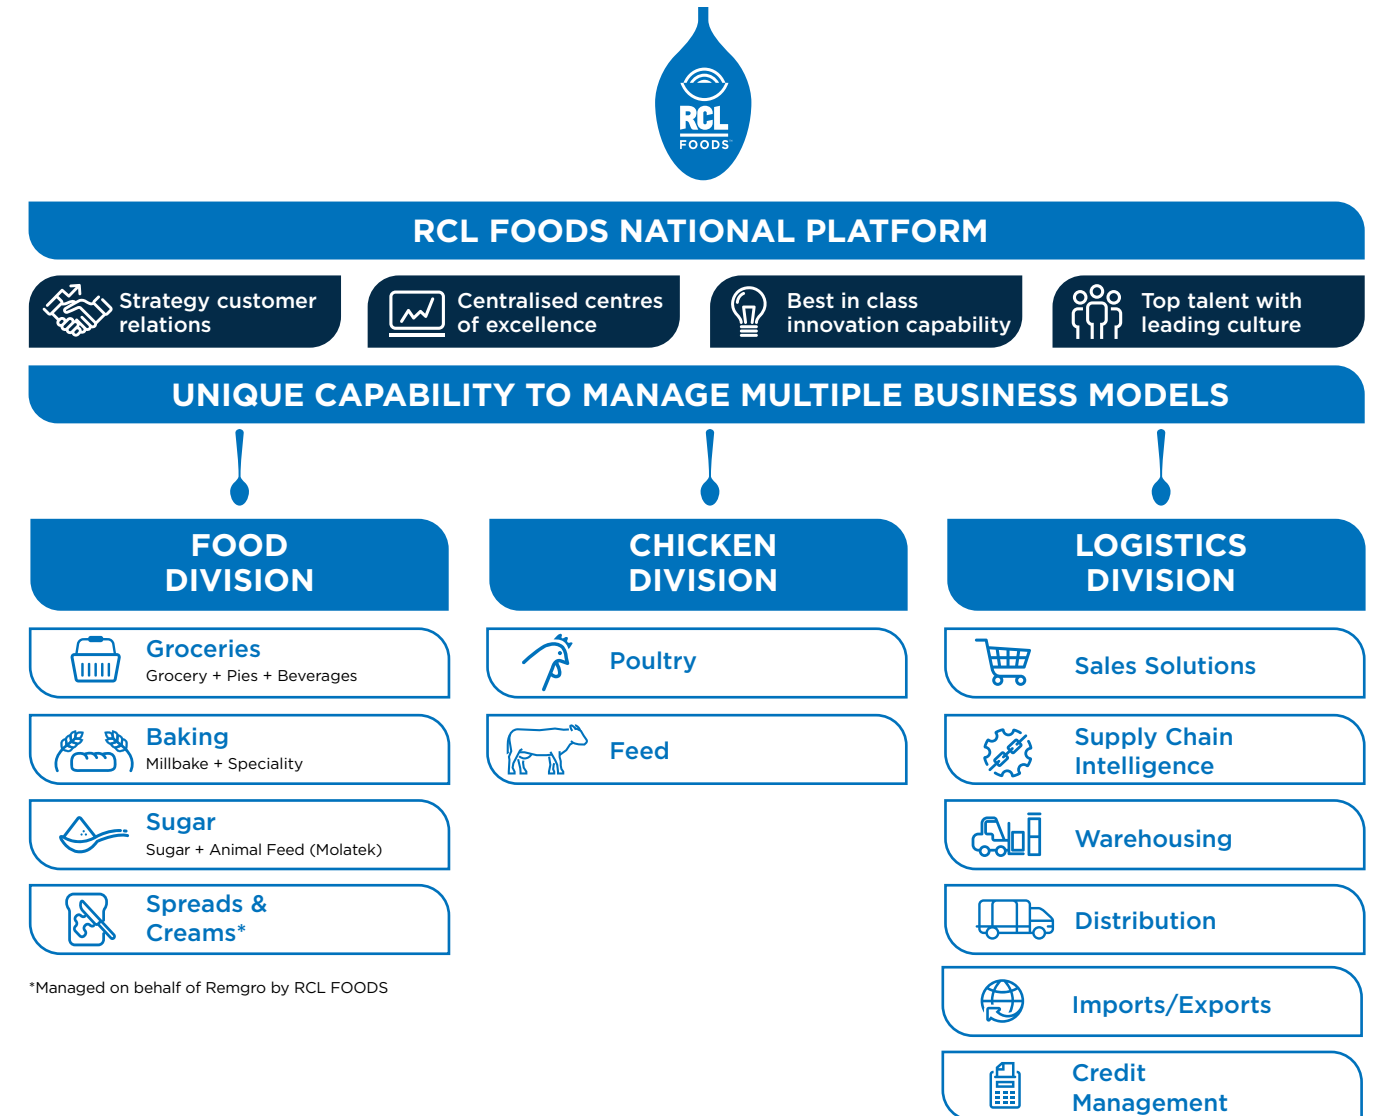 RCL
FOODS
RCL FOODS NATIONAL PLATFORM
Strategy customer
relations
Centralised centres
of excellence
Best in class
innovation capability
Top talent with
leading culture
UNIQUE CAPABILITY TO MANAGE MULTIPLE BUSINESS MODELS
FOOD
DIVISION
Groceries
Grocery + Pies + Beverages
Baking
Millbake + Speciality
Sugar
Sugar + Animal Feed (Molatek)
Spreads &
Creams*
*Managed on behalf of Remgro by RCL FOODS
CHICKEN
DIVISION
Poultry
Feed
LOGISTICS
DIVISION
Sales Solutions
Supply Chain
Intelligence
Warehousing
Distribution
Imports/Exports
Credit
Management